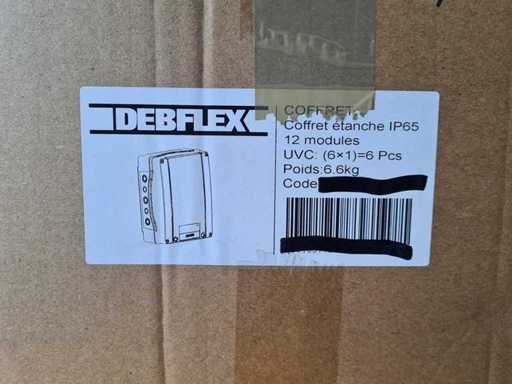 DEBFLEX
COFFRET
Coffret étanche IP65
12 modules
UVC: (6×1)=6 Pcs
Poids:6.6kg
Code